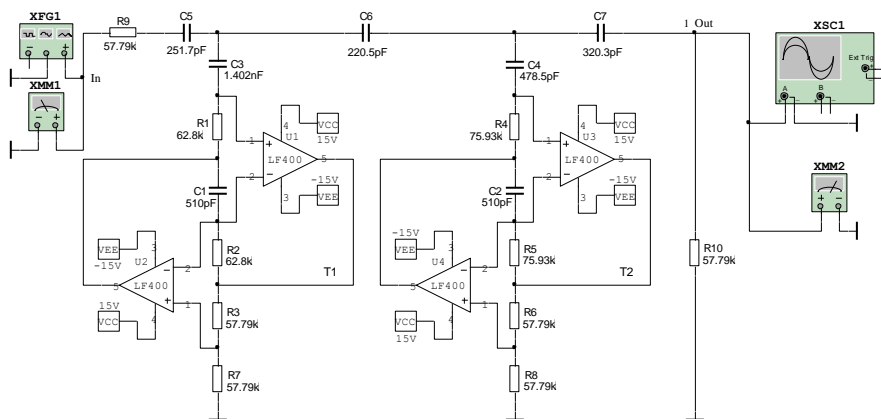 XFG1
XMM1
In
R9
57.79k
C5
251.7pF
C6
220.5pF
C7
320.3pF
1 Out
XSC1
Ext Trig
A
B
XMM2
C3
1.402nF
R1
62.8k
C1
510pF
R2
62.8k
R3
57.79k
R7
57.79k
4
VCC
15V
U1
1
2
LF400
5
-15V
3
VEE
-15V
VEE
-15V
3
U2
2
5
LF400
1
15V
VCC
4
T1
C4
478.5pF
R4
75.93k
C2
510pF
R5
75.93k
R6
57.79k
R8
57.79k
4
VCC
15V
U3
1
2
LF400
5
-15V
3
VEE
-15V
VEE
-15V
3
U4
2
5
LF400
1
VCC
15V
4
T2
R10
57.79k